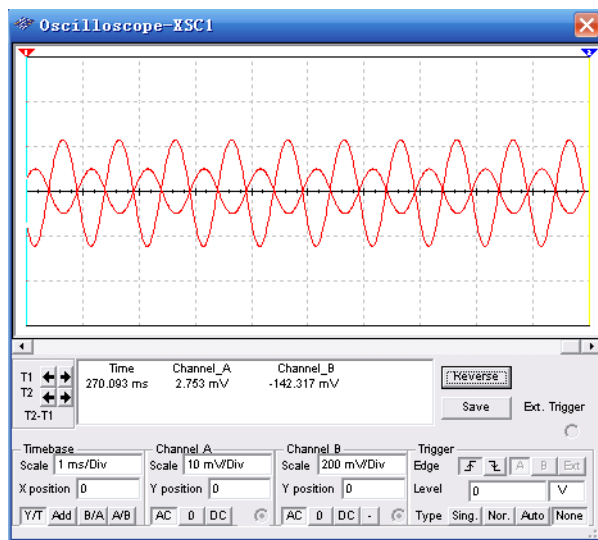 Oscilloscope-XSC1
1
2
T1
T2
T2-T1
Time Channel_A Channel_B
270.093 ms 2.753 mV -142.317 mV
Reverse
Save
Ext. Trigger
Timebase
Scale 1 ms/Div
X position 0
Y/T Add B/A A/B
Channel A
Scale 10 mV/Div
Y position 0
AC 0 DC
Channel B
Scale 200 mV/Div
Y position 0
AC 0 DC -
Trigger
Edge A B Ext
Level 0 V
Type Sing. Nor. Auto None